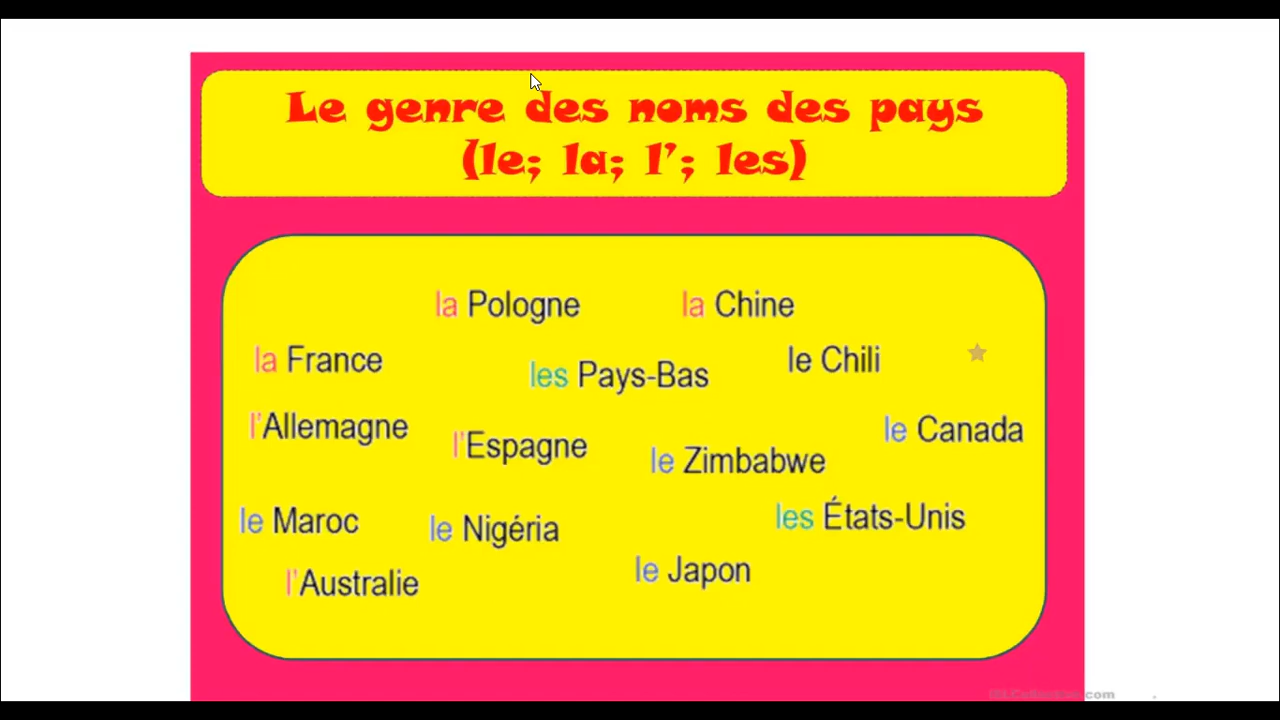 Le genre des noms des pays
(le; la; l’; les)
la Pologne
la Chine
la France
les Pays-Bas
le Chili
l’Allemagne
l’Espagne
le Zimbabwe
le Canada
le Maroc
le Nigéria
les États-Unis
l’Australie
le Japon